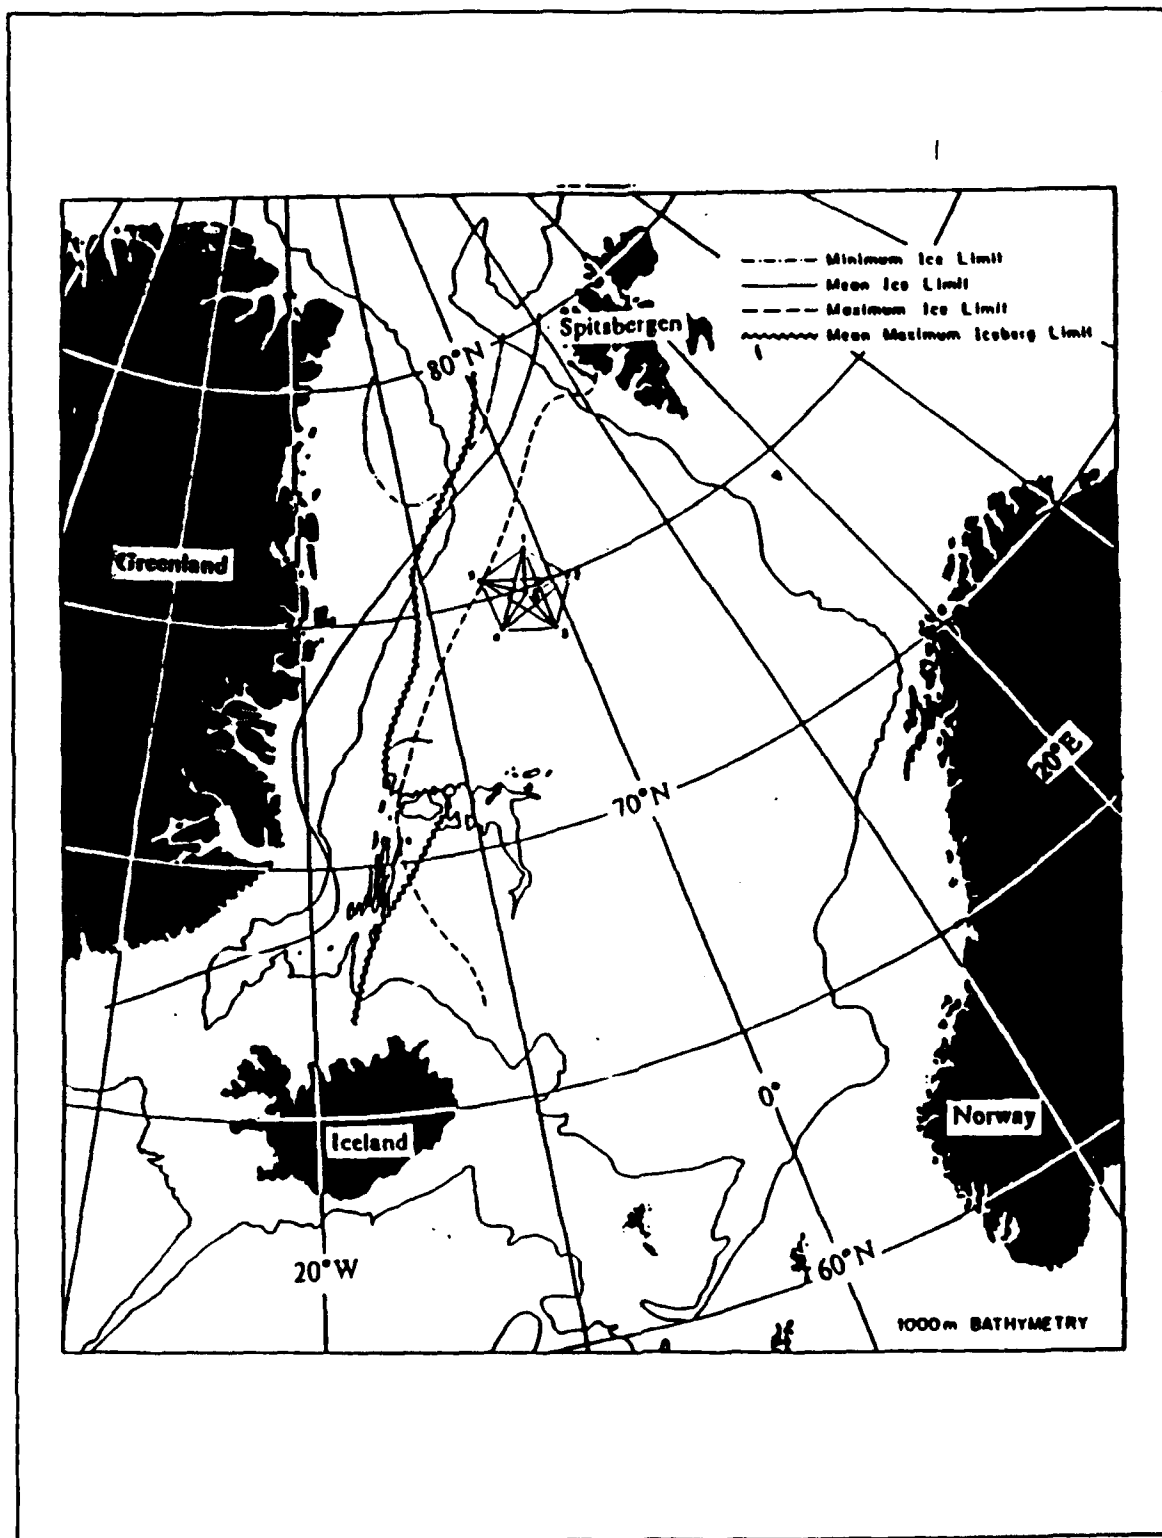 Minimum Ice Limit
Mean Ice Limit
Maximum Ice Limit
Mean Maximum Iceberg Limit
Spitsbergen
80°N
Greenland
20°E
70°N
0°
Norway
Iceland
20°W
60°N
1000m BATHYMETRY